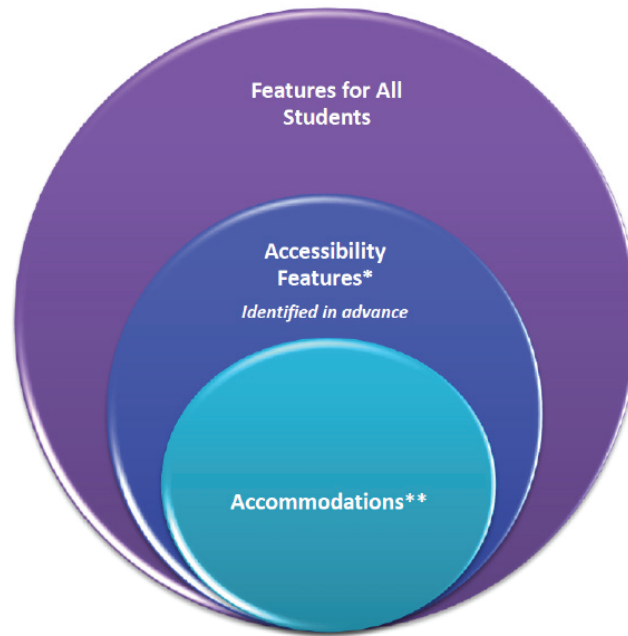 Features for All
Students
Accessibility
Features*
Identified in advance
Accommodations**